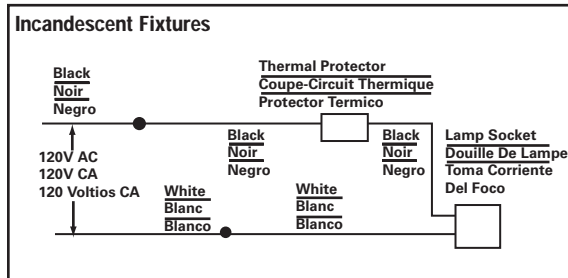 Incandescent Fixtures
Black
Noir
Negro
Thermal Protector
Coupe-Circuit Thermique
Protector Termico
Black
Noir
Negro
Black
Noir
Negro
Lamp Socket
Douille De Lampe
Toma Corriente
Del Foco
120V AC
120V CA
120 Voltios CA
White
Blanc
Blanco
White
Blanc
Blanco